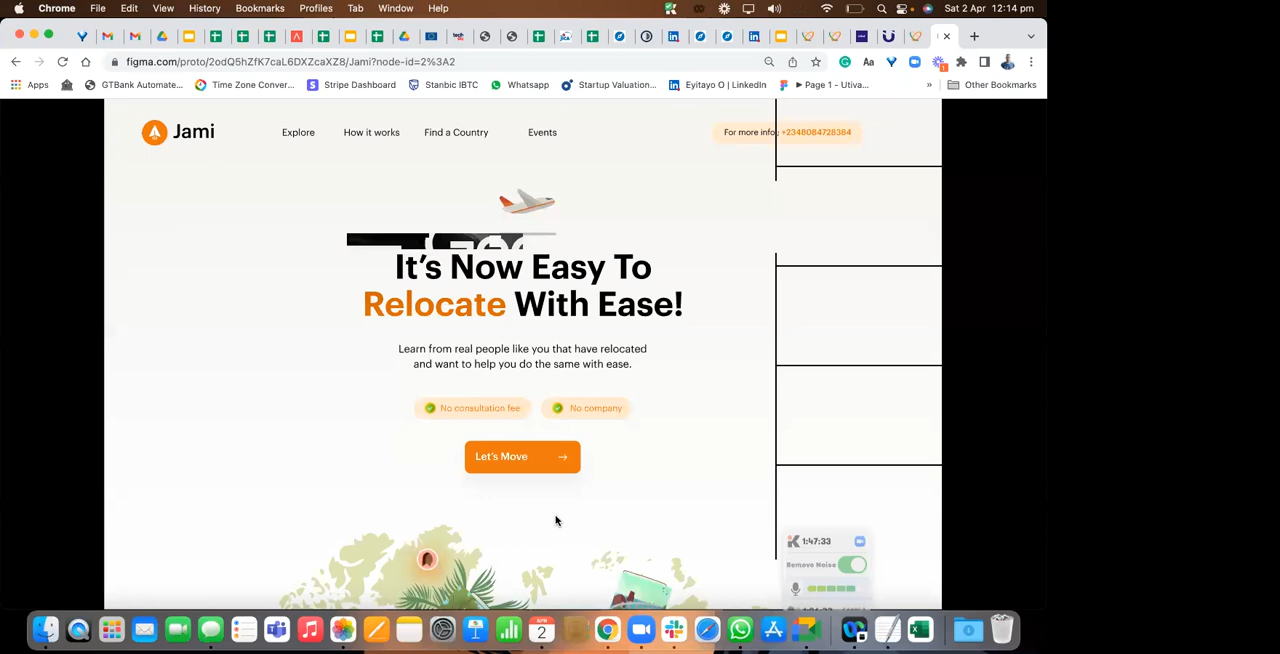 Chrome File Edit View History Bookmarks Profiles Tab Window Help Sat 2 Apr 12:14 pm
figma.com/proto/2odQ5hZfK7caL6DXZcaXZ8/Jami?node-id=2%3A2
Apps GTBank Automate... Time Zone Conver... Stripe Dashboard Stanbic IBTC Whatsapp Startup Valuation... Eyitayo O | LinkedIn ► Page 1 - Utiva... » Other Bookmarks
Jami Explore How it works Find a Country Events For more info: +2348084728384
It's Now Easy To
Relocate With Ease!
Learn from real people like you that have relocated
and want to help you do the same with ease.
No consultation fee No company
Let's Move →
1:47:33
Remove Noise
APR
2